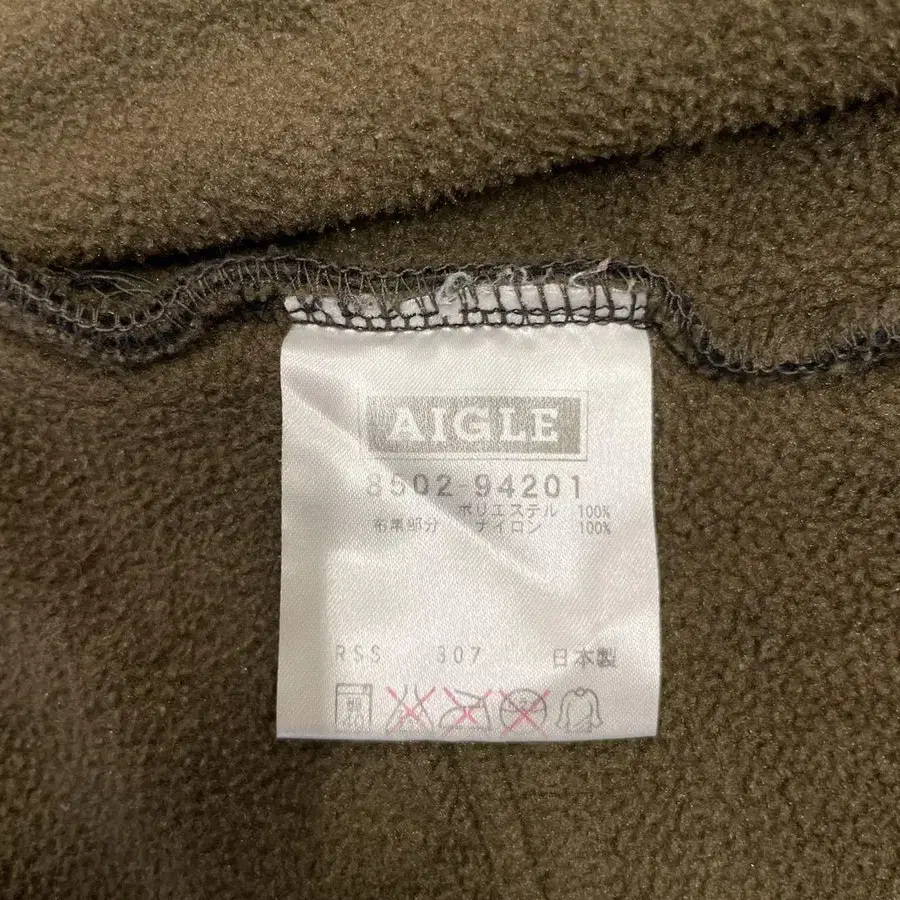 AIGLE
8502-94201
ポリエステル 100%
布帛部分 ナイロン 100%
RSS 307 日本製